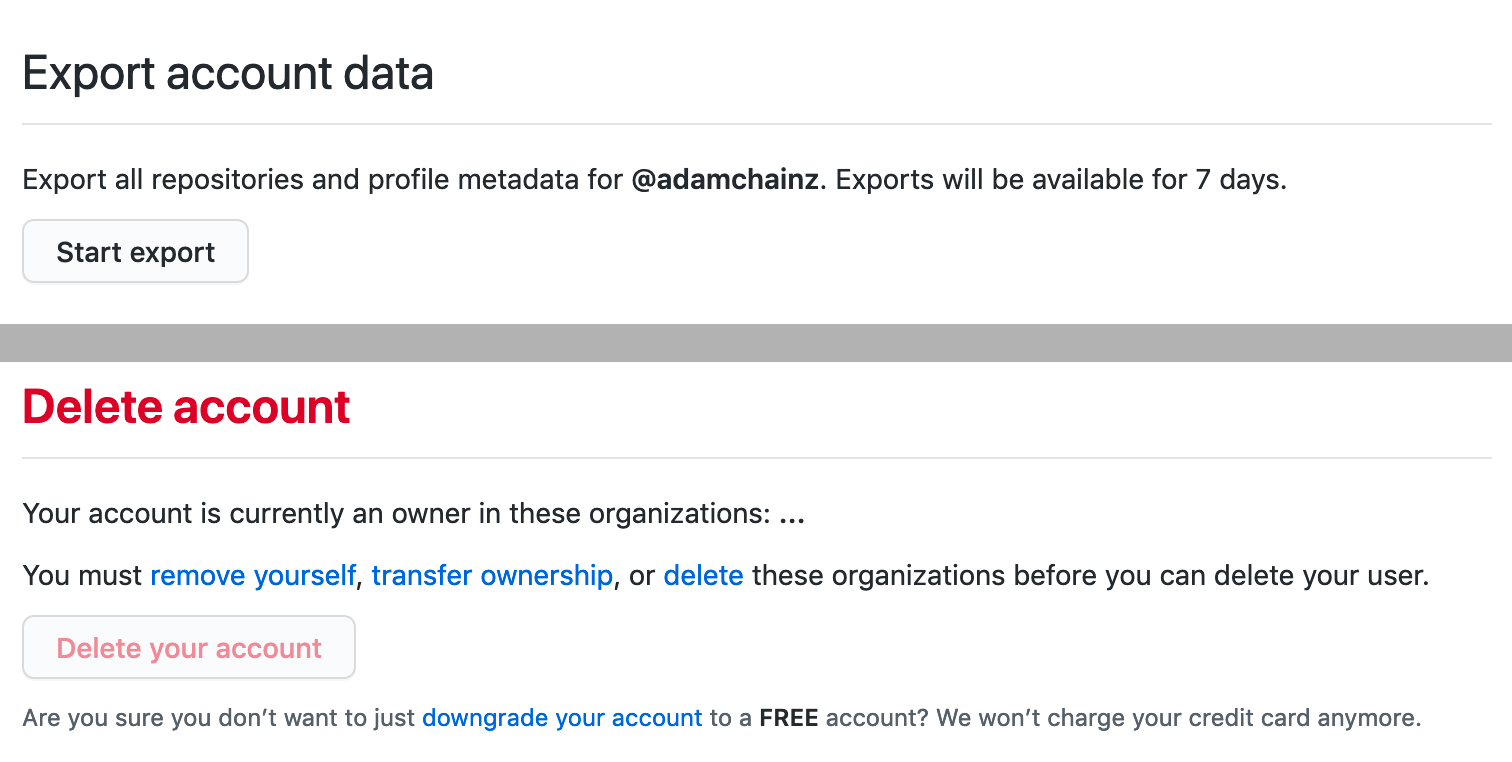 Export account data
Export all repositories and profile metadata for @adamchainz. Exports will be available for 7 days.
Start export
Delete account
Your account is currently an owner in these organizations: ...
You must remove yourself, transfer ownership, or delete these organizations before you can delete your user.
Delete your account
Are you sure you don’t want to just downgrade your account to a FREE account? We won’t charge your credit card anymore.